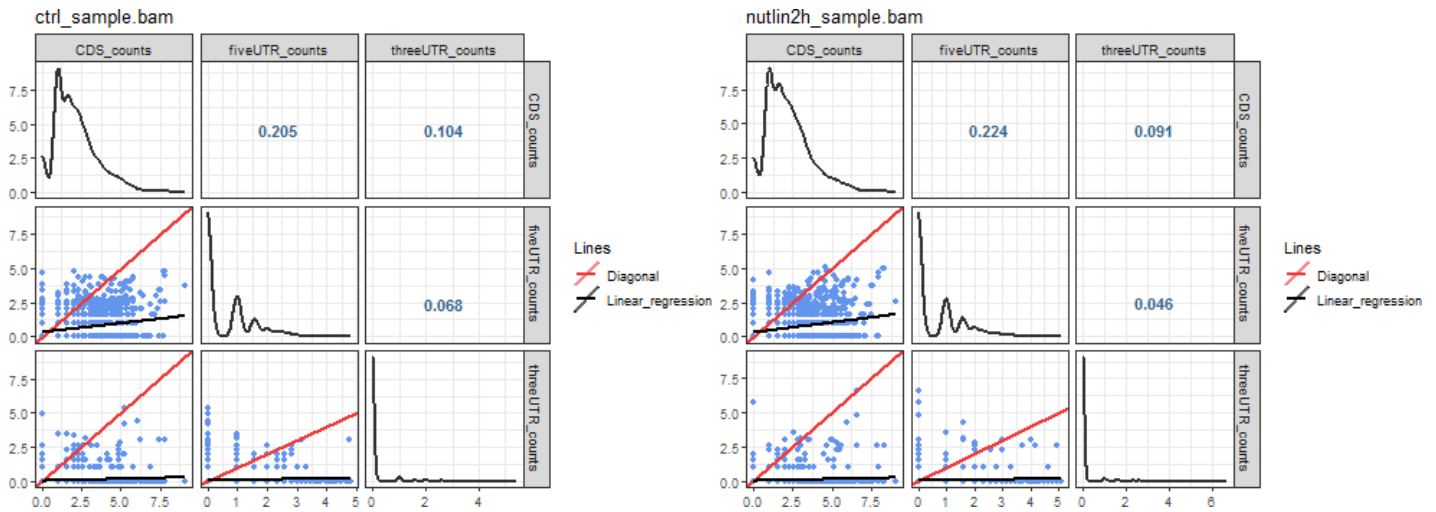 ctrl_sample.bam
CDS_counts fiveUTR_counts threeUTR_counts
7.5
5.0
2.5
0.0
0.205
0.104
CDS_counts
7.5
5.0
2.5
0.0
0.068
fiveUTR_counts
7.5
5.0
2.5
0.0
threeUTR_counts
0.0 2.5 5.0 7.5 0 1 2 3 4 5 0 2 4
Lines
Diagonal
Linear_regression
nutlin2h_sample.bam
CDS_counts fiveUTR_counts threeUTR_counts
7.5
5.0
2.5
0.0
0.224
0.091
CDS_counts
7.5
5.0
2.5
0.0
0.046
fiveUTR_counts
7.5
5.0
2.5
0.0
threeUTR_counts
0.0 2.5 5.0 7.5 0 1 2 3 4 5 0 2 4 6
Lines
Diagonal
Linear_regression